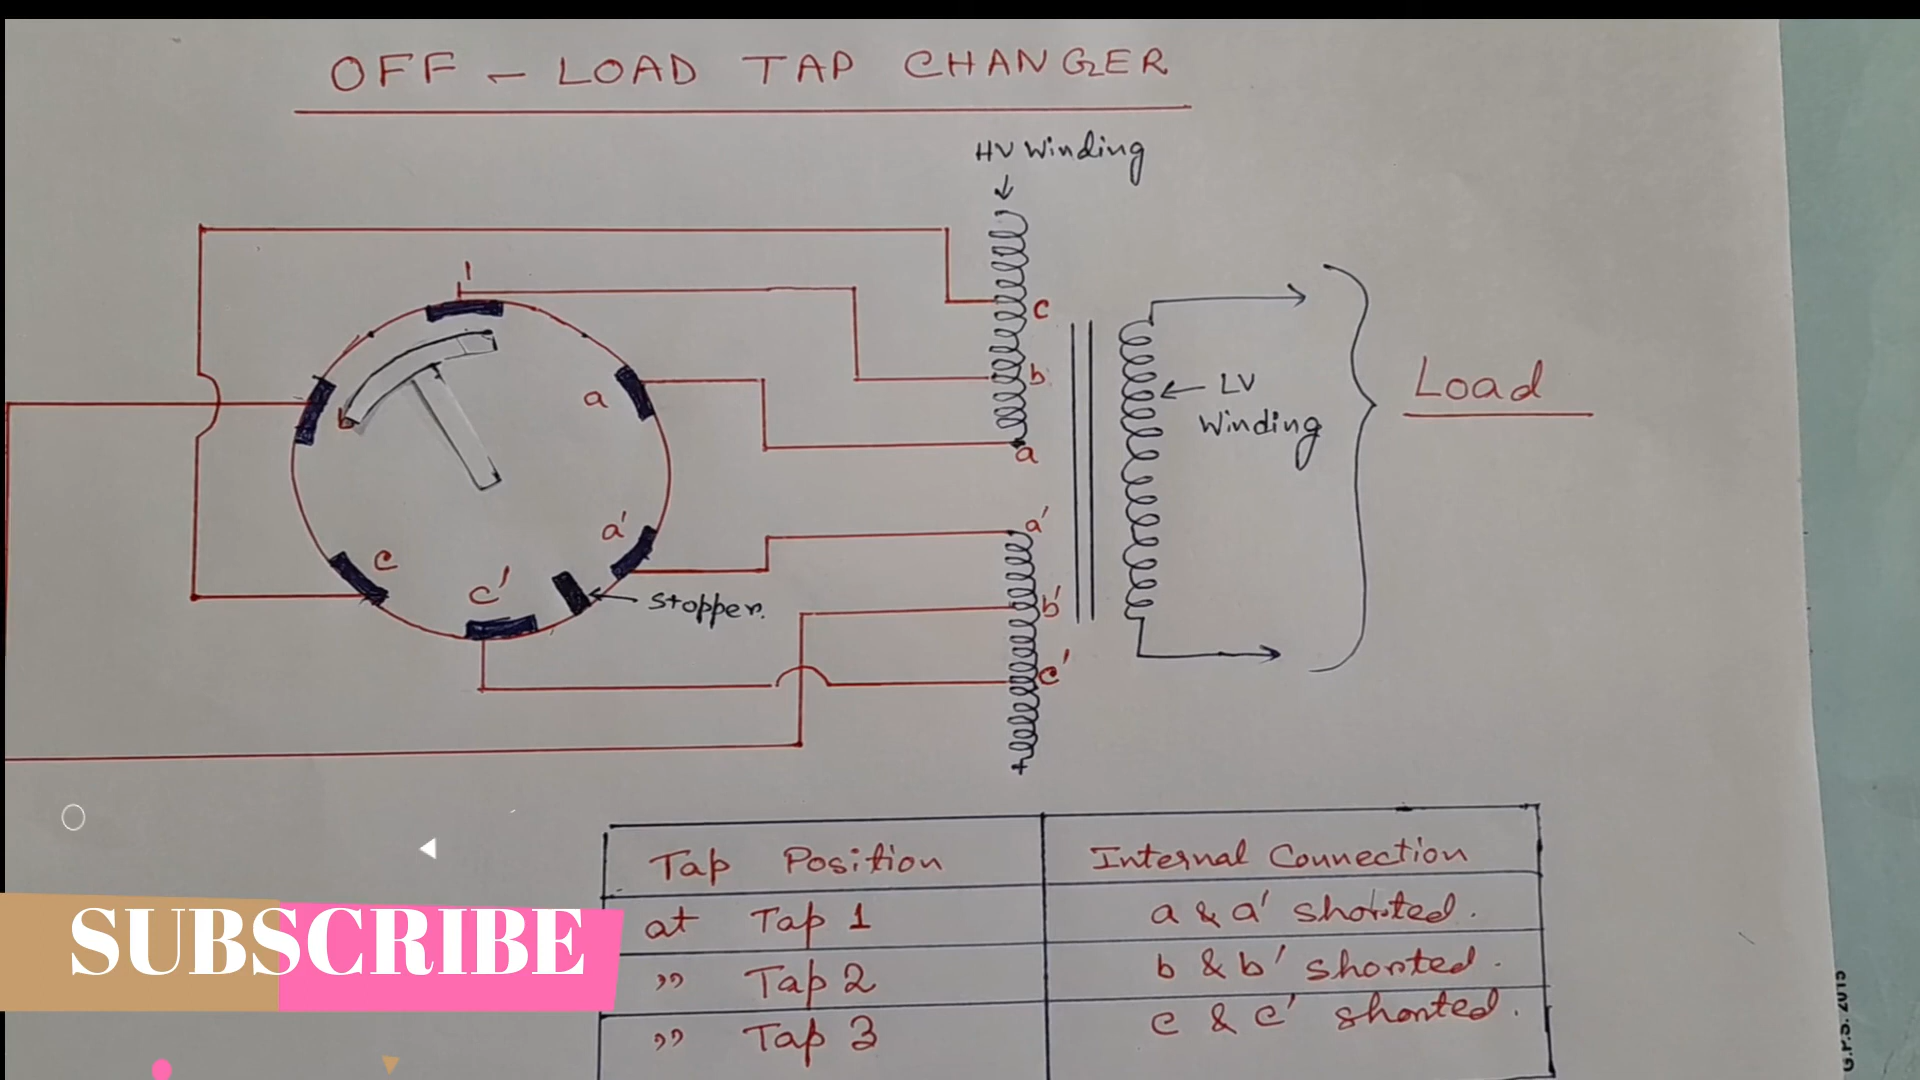 OFF - LOAD TAP CHANGER
HV Winding
1
c
b
a
a
LV
Winding
Load
a'
a'
c
c'
Stopper.
b'
c'
Tap Position
Internal Connection
at Tap 1
a & a' shorted.
" Tap 2
b & b' shorted.
" Tap 3
c & c' shorted.
SUBSCRIBE
G.P.S. 2015